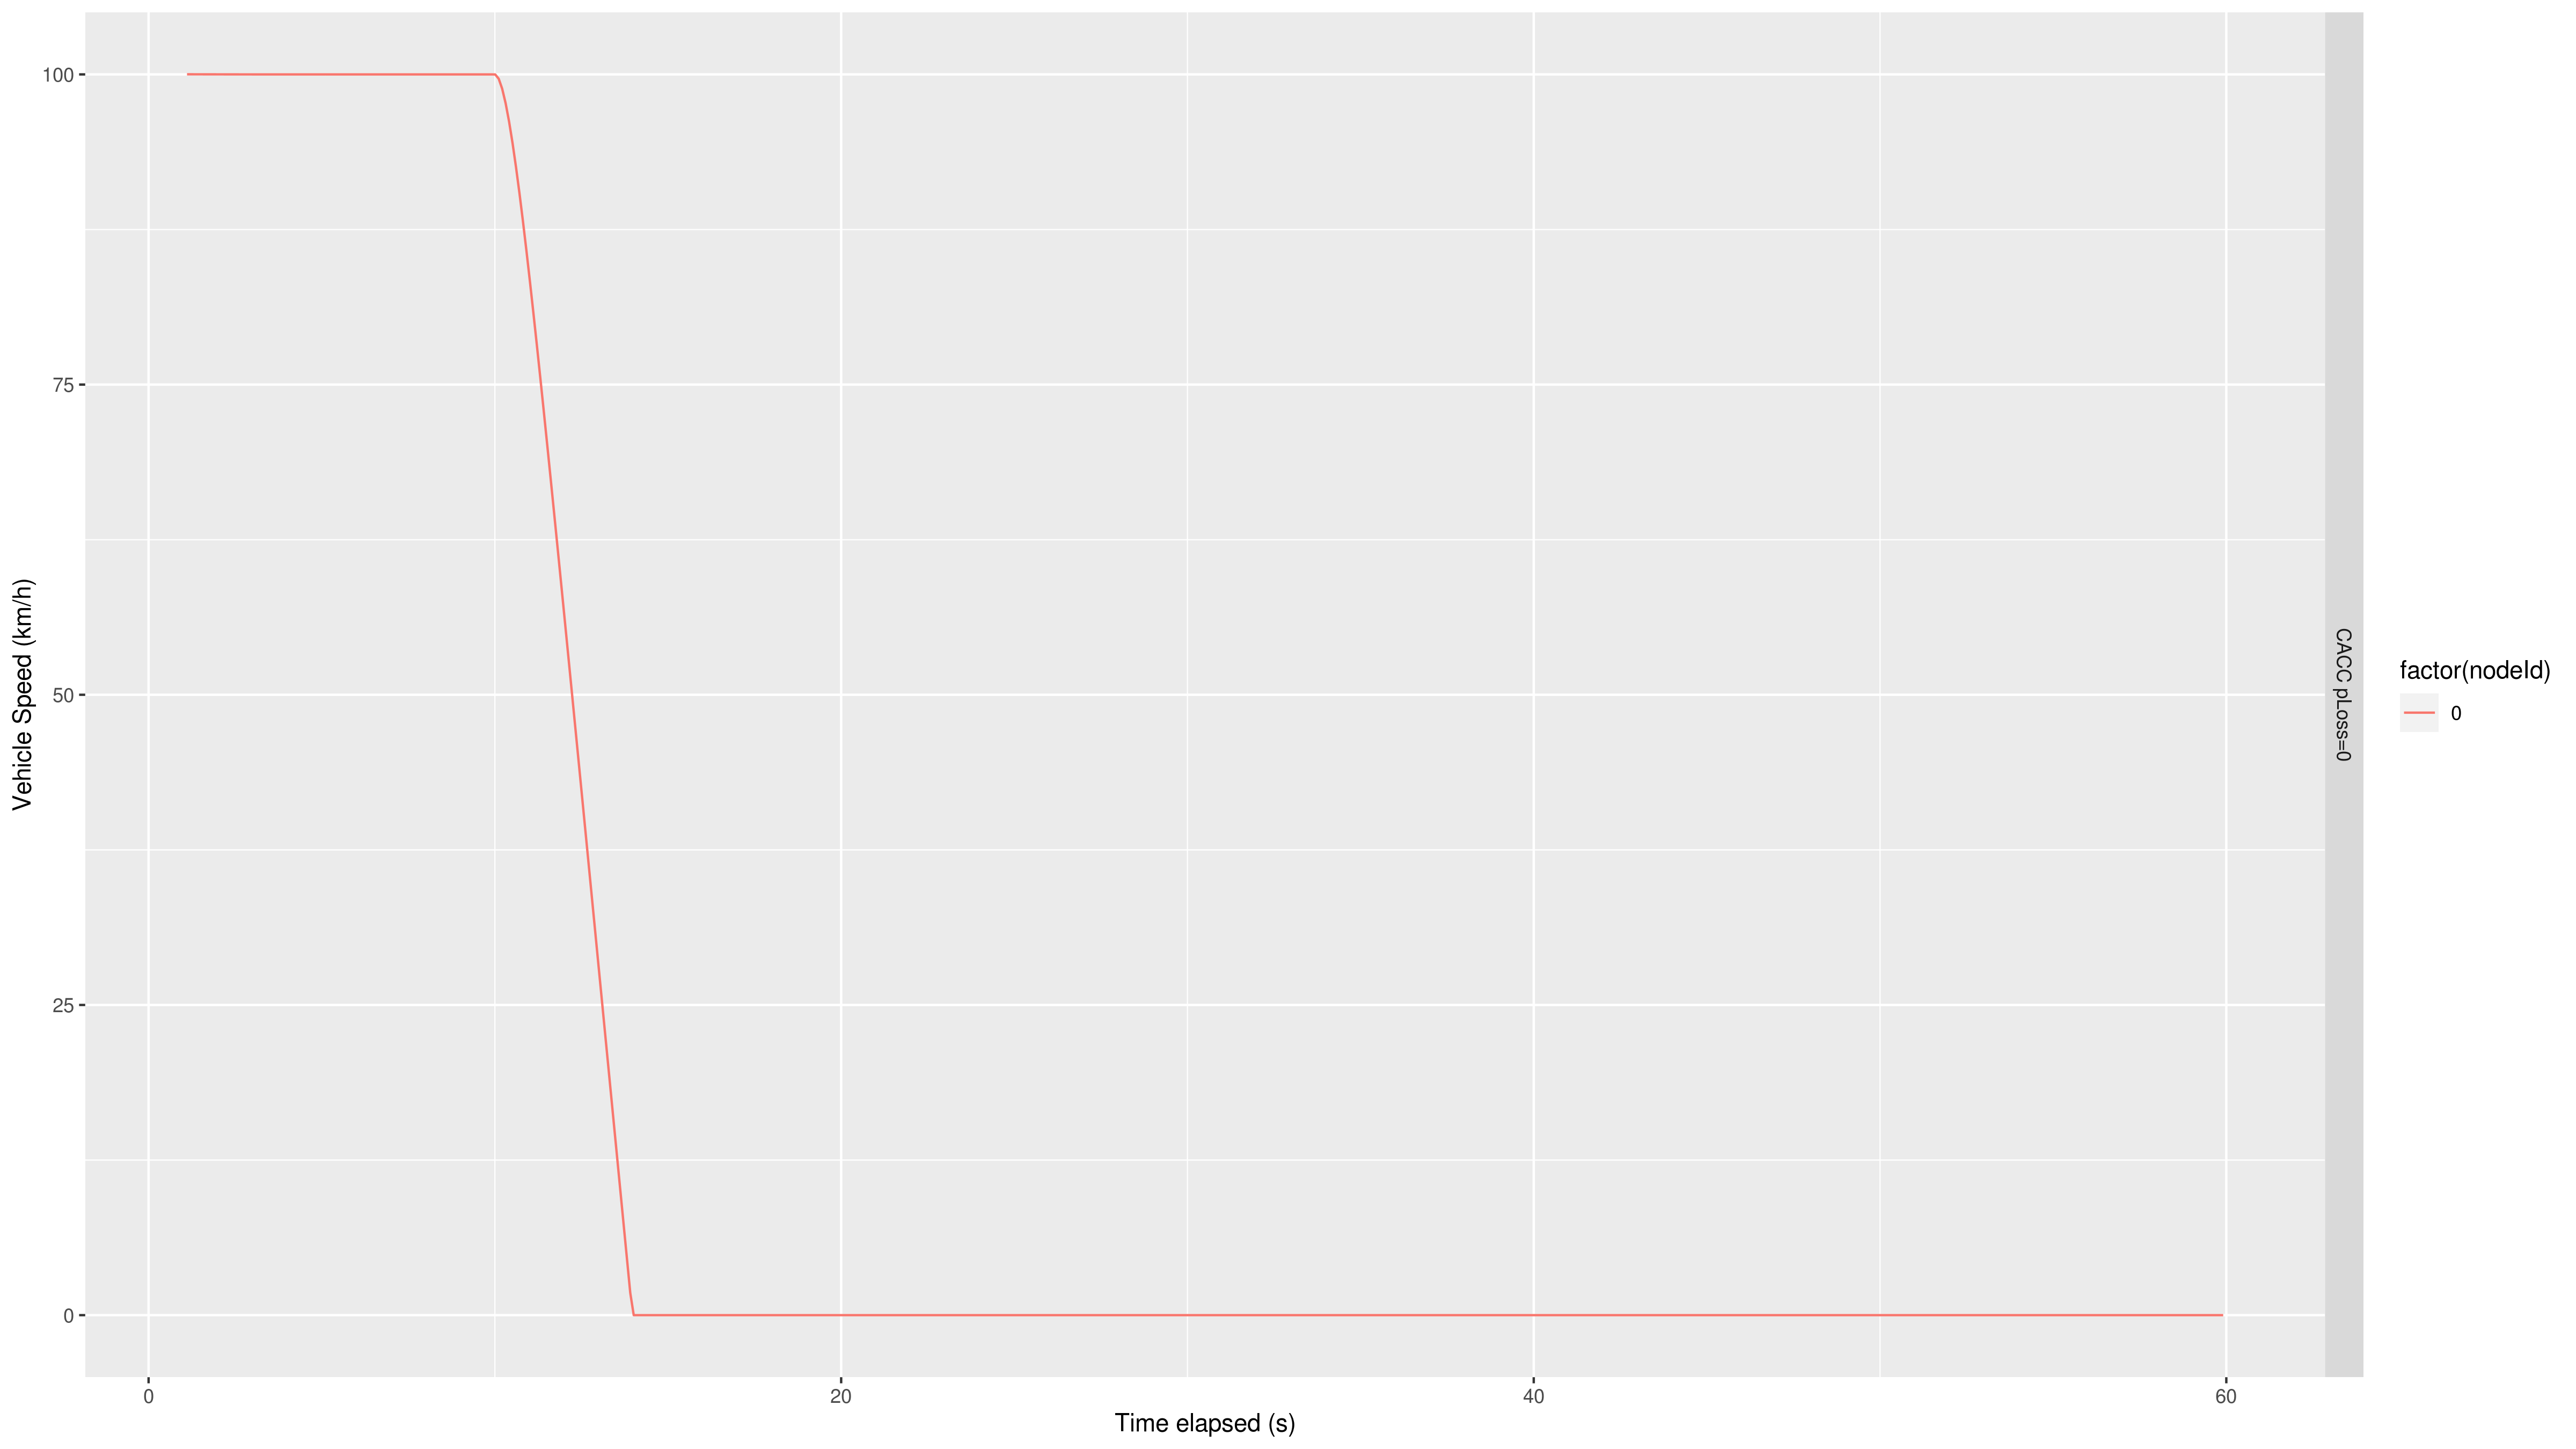 100
75
50
25
0
Vehicle Speed (km/h)
0
20
40
60
Time elapsed (s)
CACC pLoss=0
factor(nodeId)
0